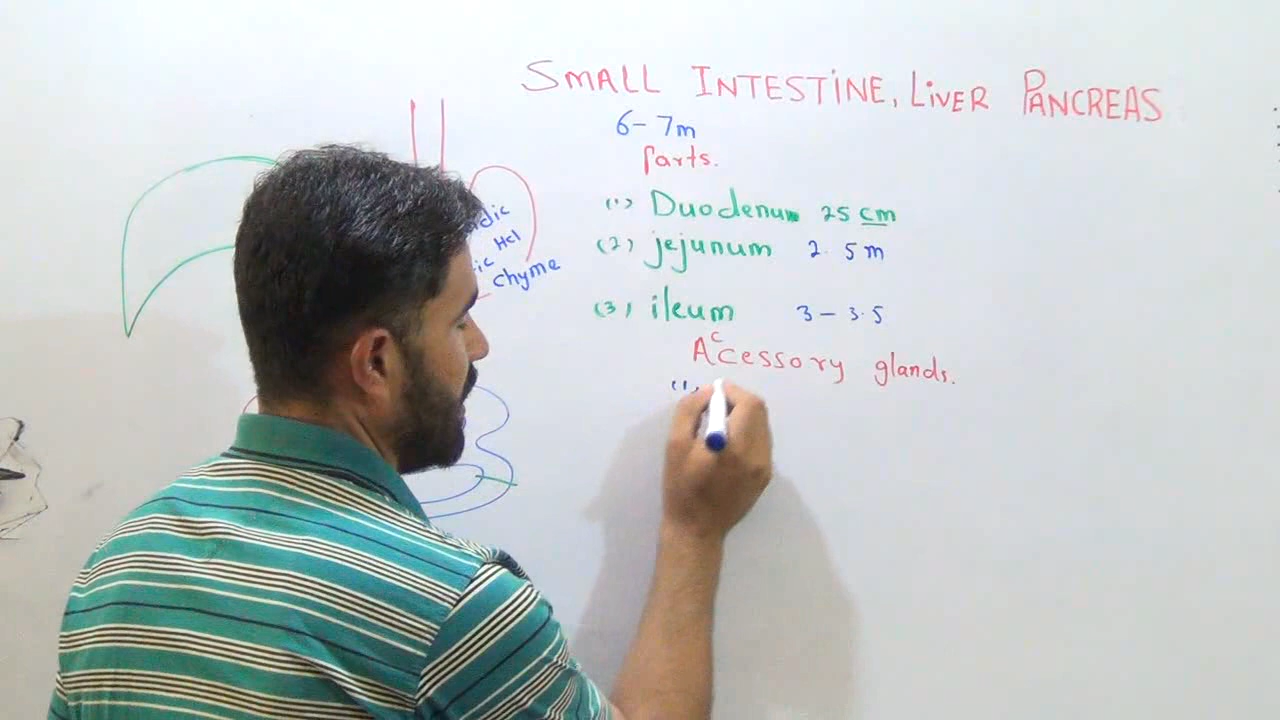 SMALL INTESTINE, LIVER PANCREAS
6-7m
Parts.
(1) Duodenum 25 cm
(2) jejunum 2.5 m
(3) ileum 3-3.5
Accessory glands.
(1)
HCl
chyme